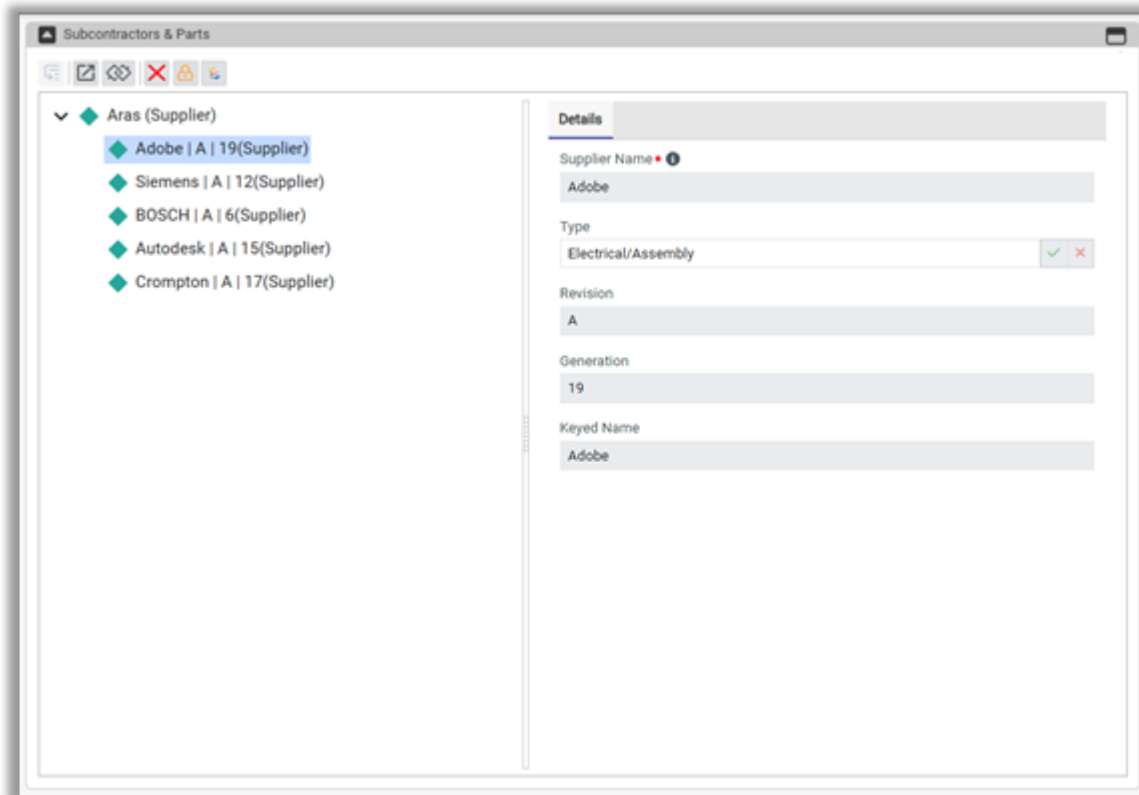 Subcontractors & Parts
Aras (Supplier)
Adobe | A | 19(Supplier)
Siemens | A | 12(Supplier)
BOSCH | A | 6(Supplier)
Autodesk | A | 15(Supplier)
Crompton | A | 17(Supplier)
Details
Supplier Name
Adobe
Type
Electrical/Assembly
Revision
A
Generation
19
Keyed Name
Adobe